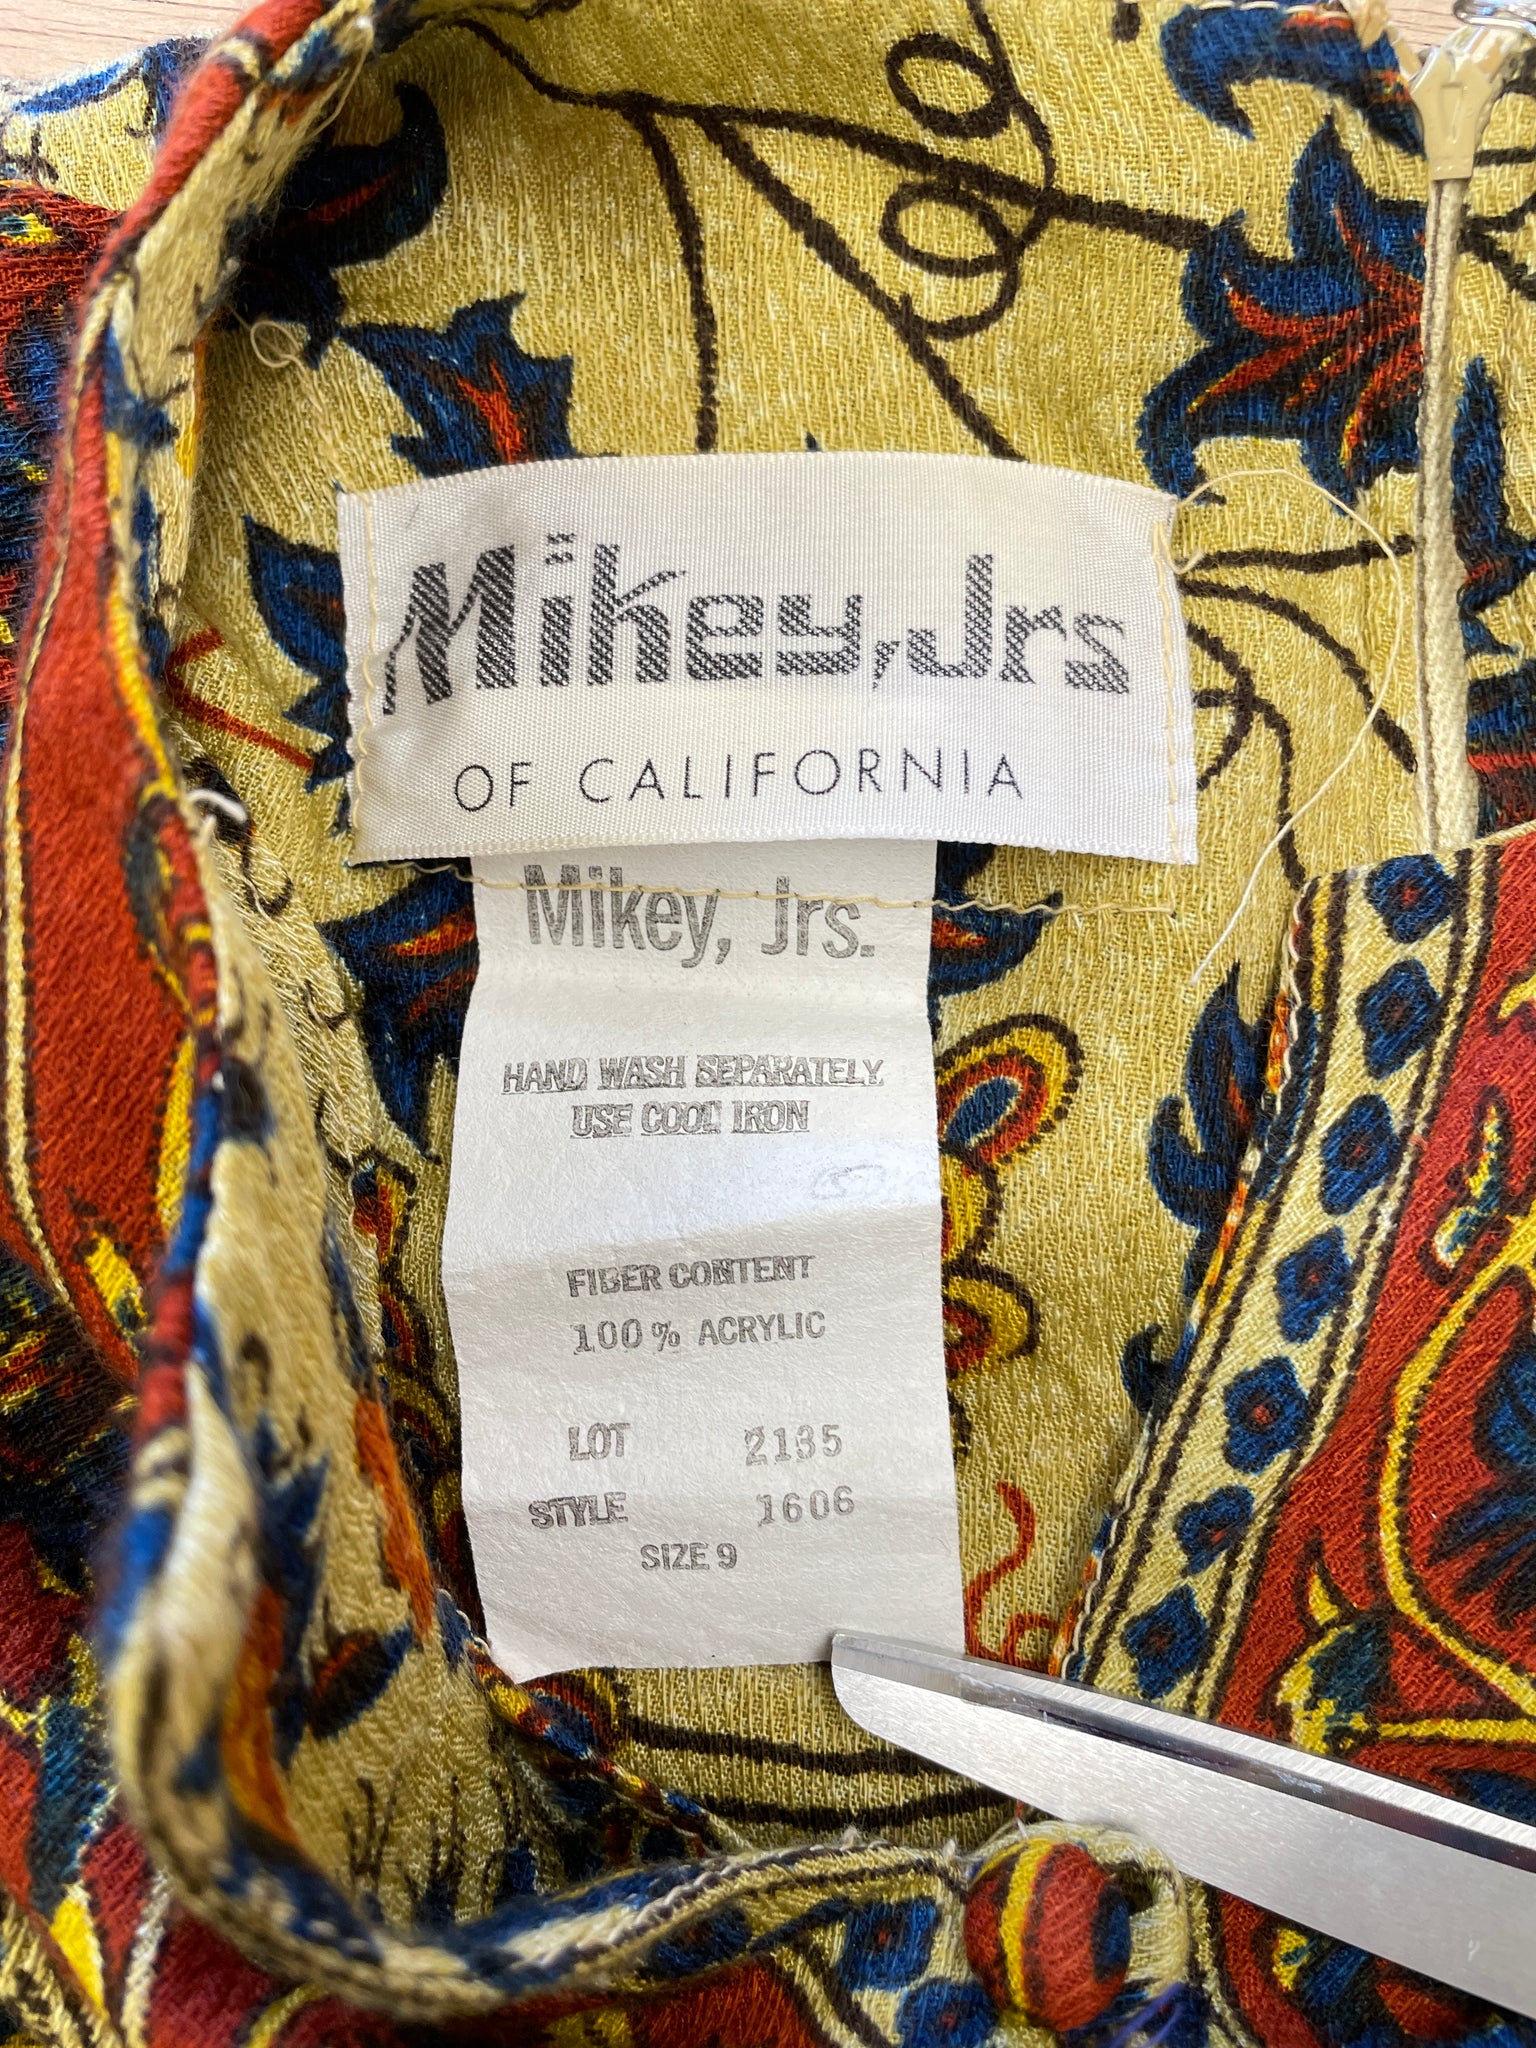 Mikey, Jrs
OF CALIFORNIA
Mikey, Jrs.
HAND WASH SEPARATELY
USE COOL IRON
FIBER CONTENT
100% ACRYLIC
LOT 2135
STYLE 1606
SIZE 9